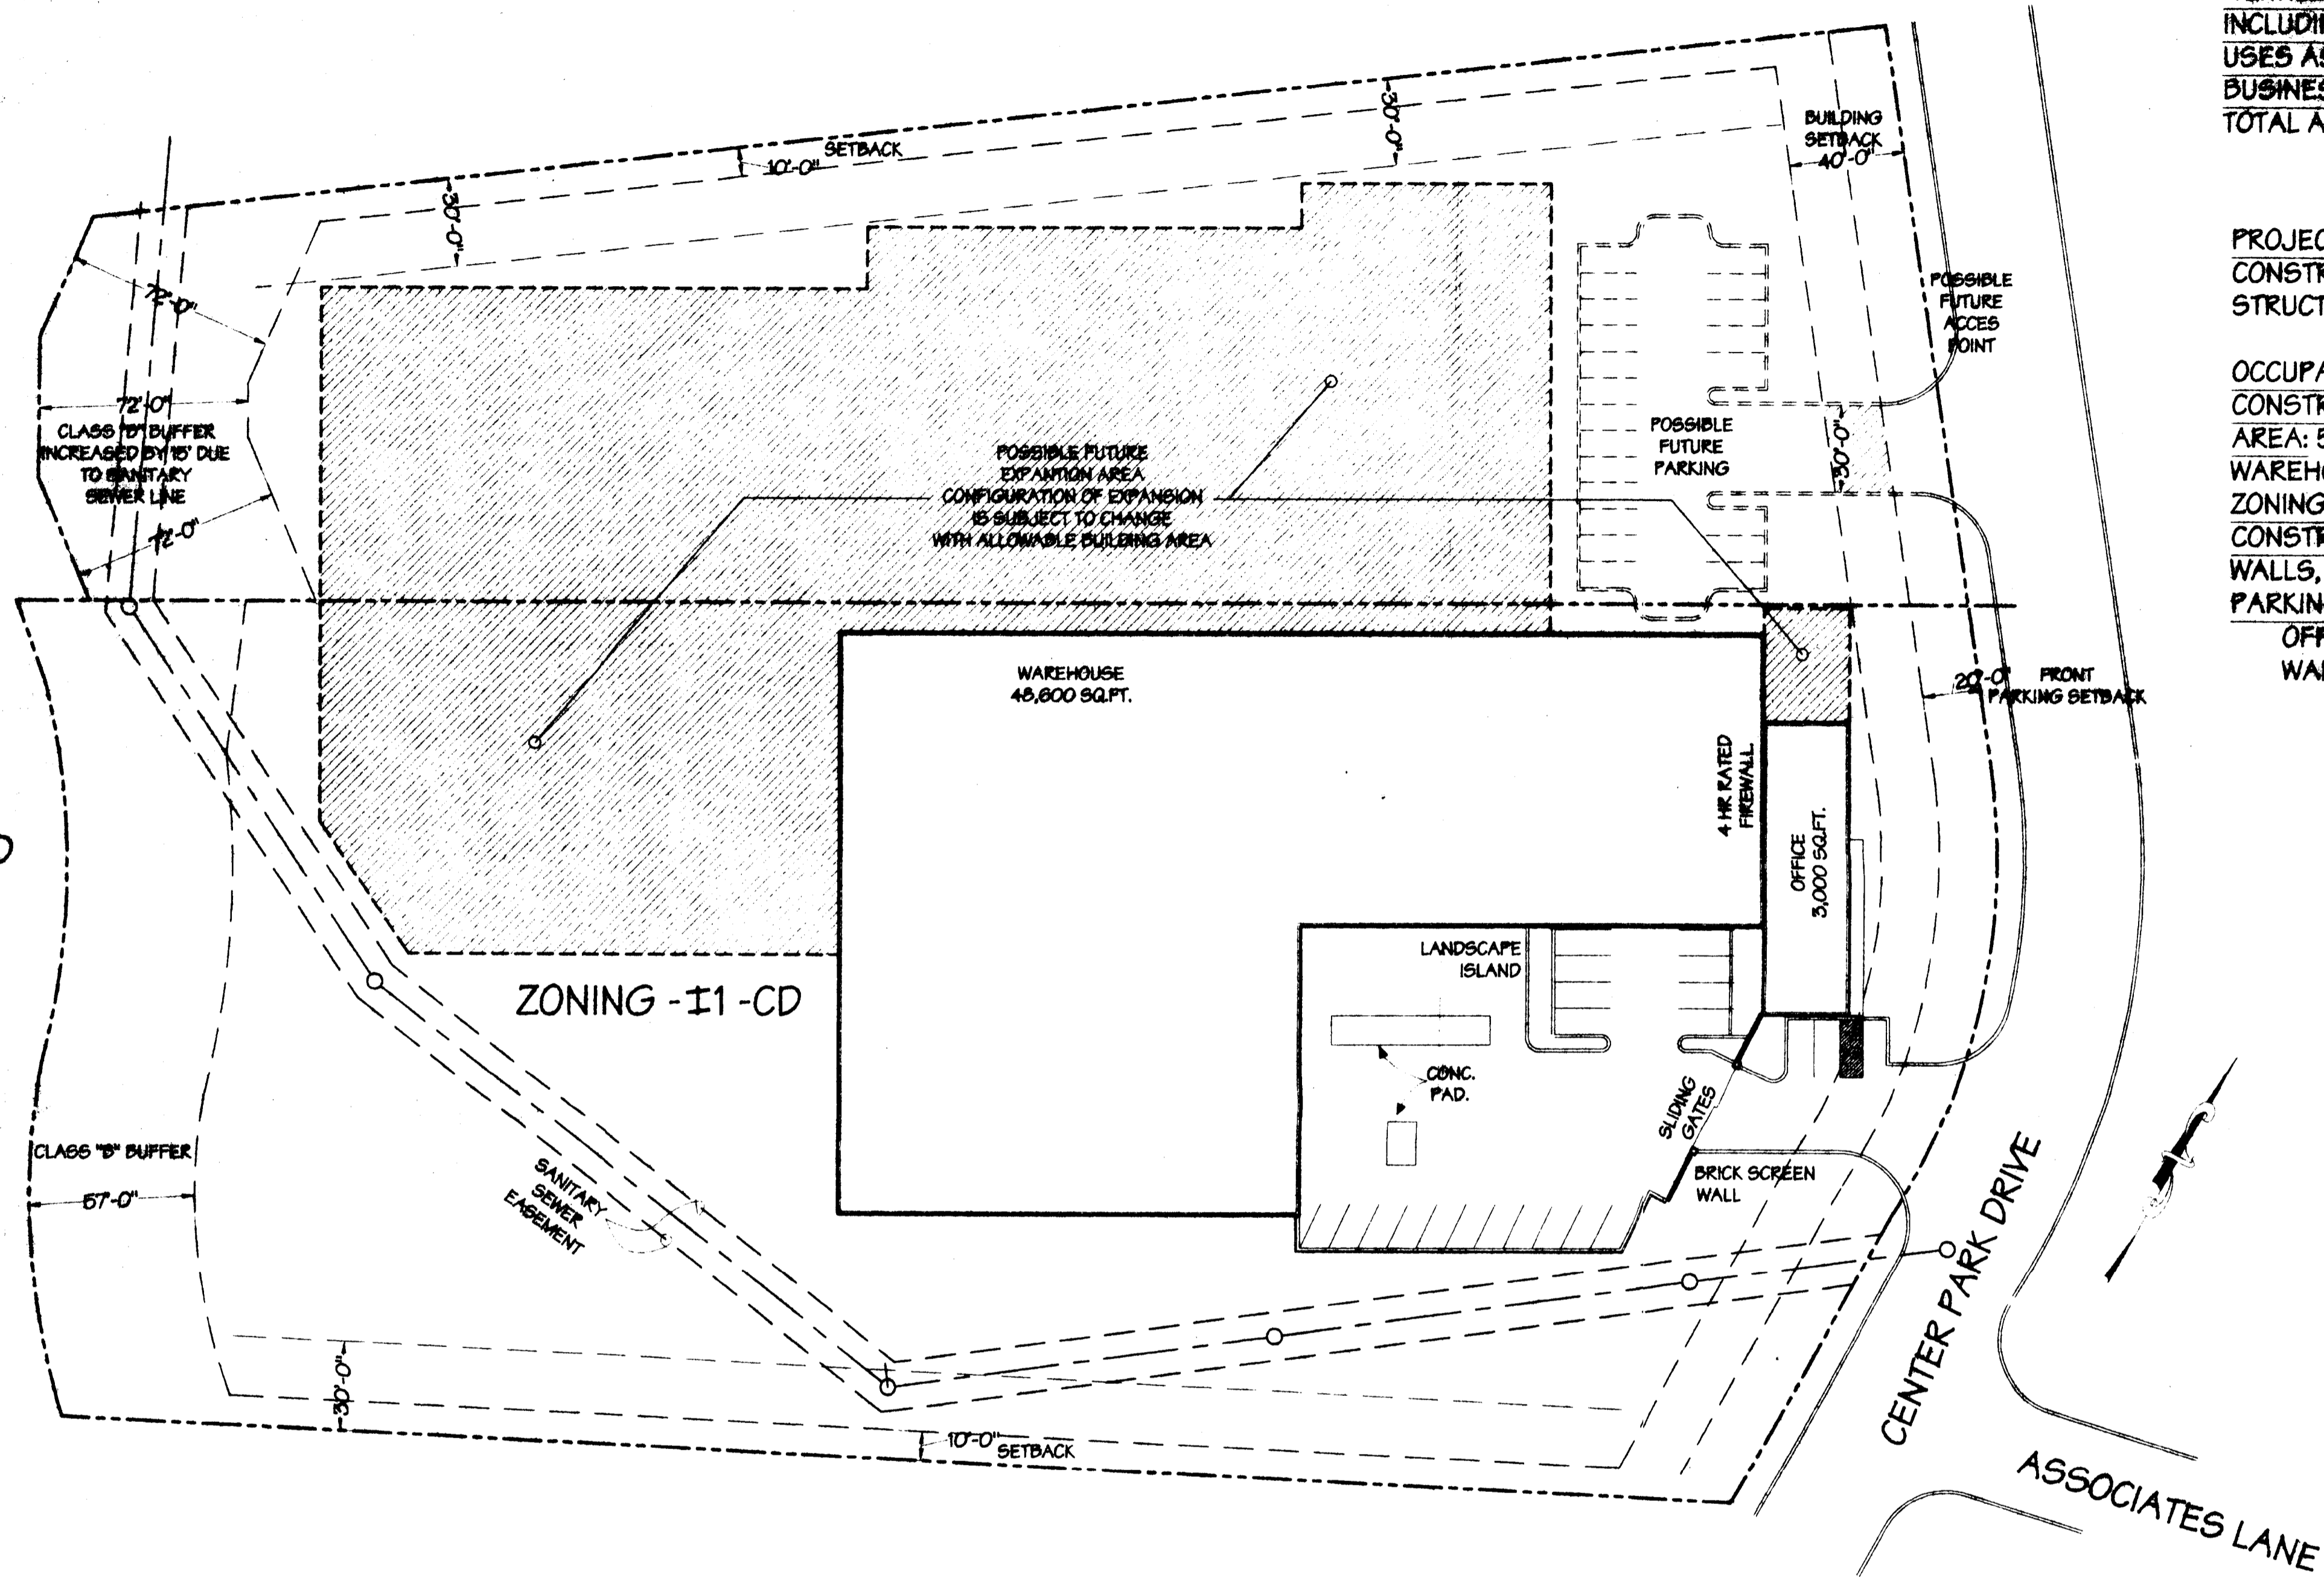 INCLUDI
USES AS
BUSINES
TOTAL A
PROJEC
CONSTR
STRUCT
OCCUPA
CONSTR
AREA: 5
WAREHO
ZONING
CONSTR
WALLS,
PARKIN
OFF
WAR
SETBACK
10'-0"
30'-0"
30'-0"
BUILDING
SETBACK
40'-0"
72'-0"
72'-0"
CLASS "B" BUFFER
INCREASED BY 15' DUE
TO SANITARY
SEWER LINE
72'-0"
POSSIBLE
FUTURE
ACCES
POINT
POSSIBLE
FUTURE
PARKING
30'-0"
POSSIBLE FUTURE
EXPANTION AREA
CONFIGURATION OF EXPANSION
IS SUBJECT TO CHANGE
WITH ALLOWABLE BUILDING AREA
WAREHOUSE
48,600 SQ.FT.
20'-0" FRONT
PARKING SETBACK
4 HR RATED
FIREWALL
OFFICE
3,000 SQ.FT.
LANDSCAPE
ISLAND
ZONING -I1 -CD
CONC.
PAD.
SLIDING
GATES
BRICK SCREEN
WALL
CLASS "B" BUFFER
57'-0"
SANITARY
SEWER
EASEMENT
30'-0"
10'-0" SETBACK
CENTER PARK DRIVE
ASSOCIATES LANE